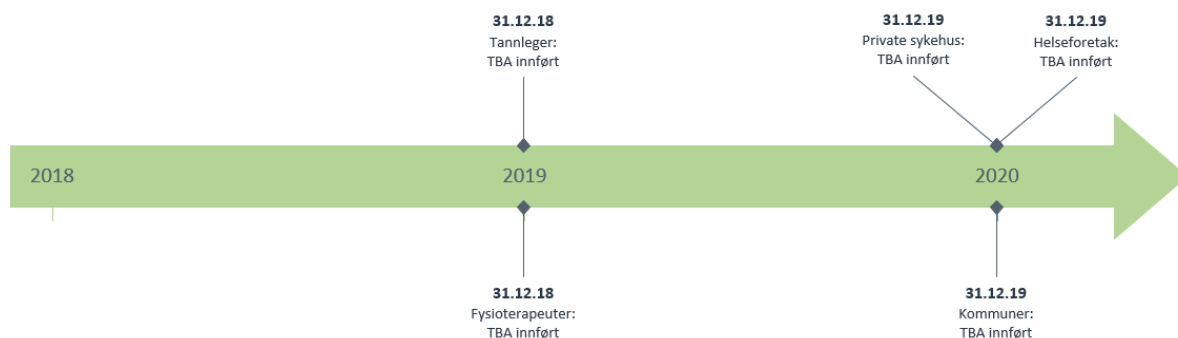 31.12.18
Tannleger:
TBA innført
31.12.19
Private sykehus:
TBA innført
31.12.19
Helseforetak:
TBA innført
2018
2019
2020
31.12.18
Fysioterapeuter:
TBA innført
31.12.19
Kommuner:
TBA innført